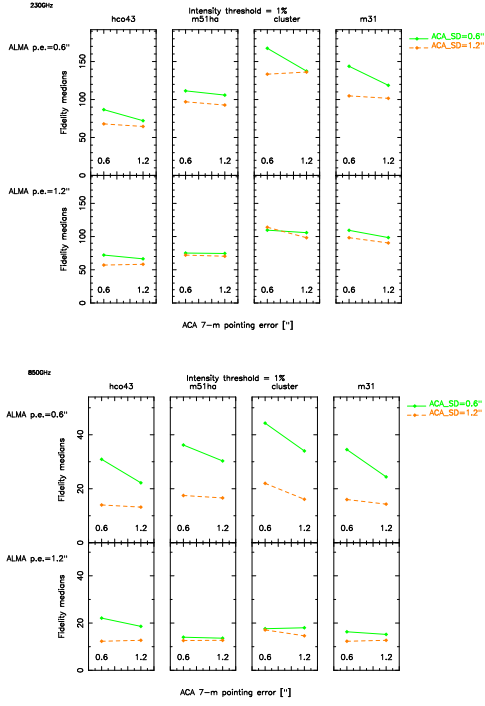 230GHz
Intensity threshold = 1%
hco43 m51ha cluster m31
ALMA p.e.=0.6" ACA_SD=0.6"
ACA_SD=1.2"
150
100
50
0
Fidelity medians
0.6 1.2 0.6 1.2 0.6 1.2 0.6 1.2
ALMA p.e.=1.2"
150
100
50
0
Fidelity medians
0.6 1.2 0.6 1.2 0.6 1.2 0.6 1.2
ACA 7-m pointing error ["]
850GHz
Intensity threshold = 1%
hco43 m51ha cluster m31
ALMA p.e.=0.6" ACA_SD=0.6"
ACA_SD=1.2"
40
20
0
Fidelity medians
0.6 1.2 0.6 1.2 0.6 1.2 0.6 1.2
ALMA p.e.=1.2"
40
20
0
Fidelity medians
0.6 1.2 0.6 1.2 0.6 1.2 0.6 1.2
ACA 7-m pointing error ["]